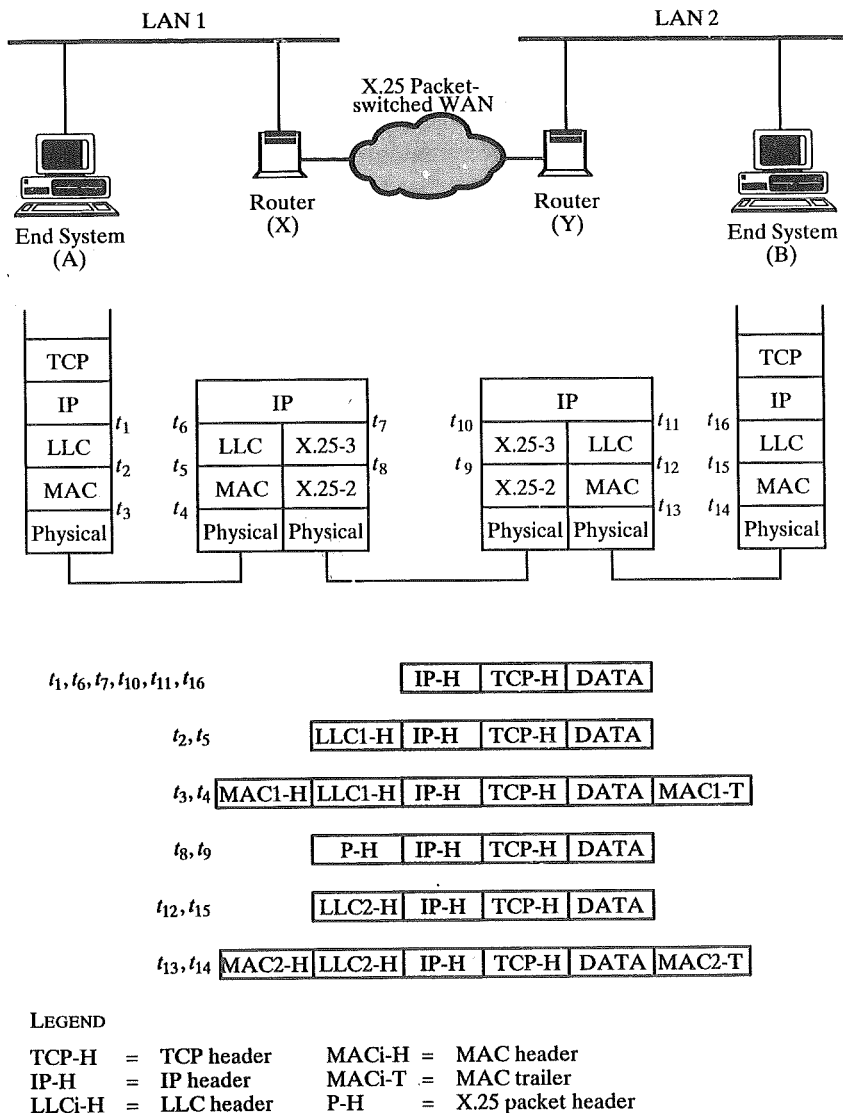 LAN 1
LAN 2
X.25 Packet-
switched WAN
End System
(A)
Router
(X)
Router
(Y)
End System
(B)
TCP
IP
LLC
MAC
Physical
t1
t2
t3
t6
t5
t4
IP
LLC
X.25-3
MAC
X.25-2
Physical
Physical
t7
t8
t10
t9
IP
X.25-3
LLC
X.25-2
MAC
Physical
Physical
t11
t12
t13
t16
t15
t14
TCP
IP
LLC
MAC
Physical
t1, t6, t7, t10, t11, t16 IP-H TCP-H DATA
t2, t5 LLC1-H IP-H TCP-H DATA
t3, t4 MAC1-H LLC1-H IP-H TCP-H DATA MAC1-T
t8, t9 P-H IP-H TCP-H DATA
t12, t15 LLC2-H IP-H TCP-H DATA
t13, t14 MAC2-H LLC2-H IP-H TCP-H DATA MAC2-T
LEGEND
TCP-H = TCP header MACi-H = MAC header
IP-H = IP header MACi-T = MAC trailer
LLCi-H = LLC header P-H = X.25 packet header